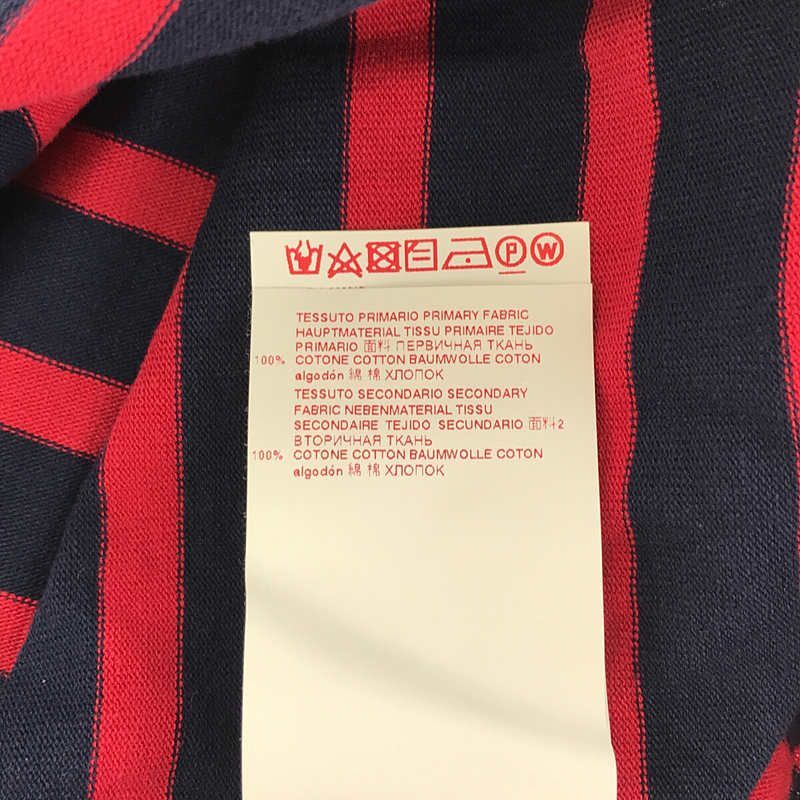 P W
TESSUTO PRIMARIO PRIMARY FABRIC
HAUPTMATERIAL TISSU PRIMAIRE TEJIDO
PRIMARIO 面料 ПЕРВИЧНАЯ ТКАНЬ
100% COTONE COTTON BAUMWOLLE COTON
algodón 綿 棉 ХЛОПОК
TESSUTO SECONDARIO SECONDARY
FABRIC NEBENMATERIAL TISSU
SECONDAIRE TEJIDO SECUNDARIO 面料2
ВТОРИЧНАЯ ТКАНЬ
100% COTONE COTTON BAUMWOLLE COTON
algodón 綿 棉 ХЛОПОК